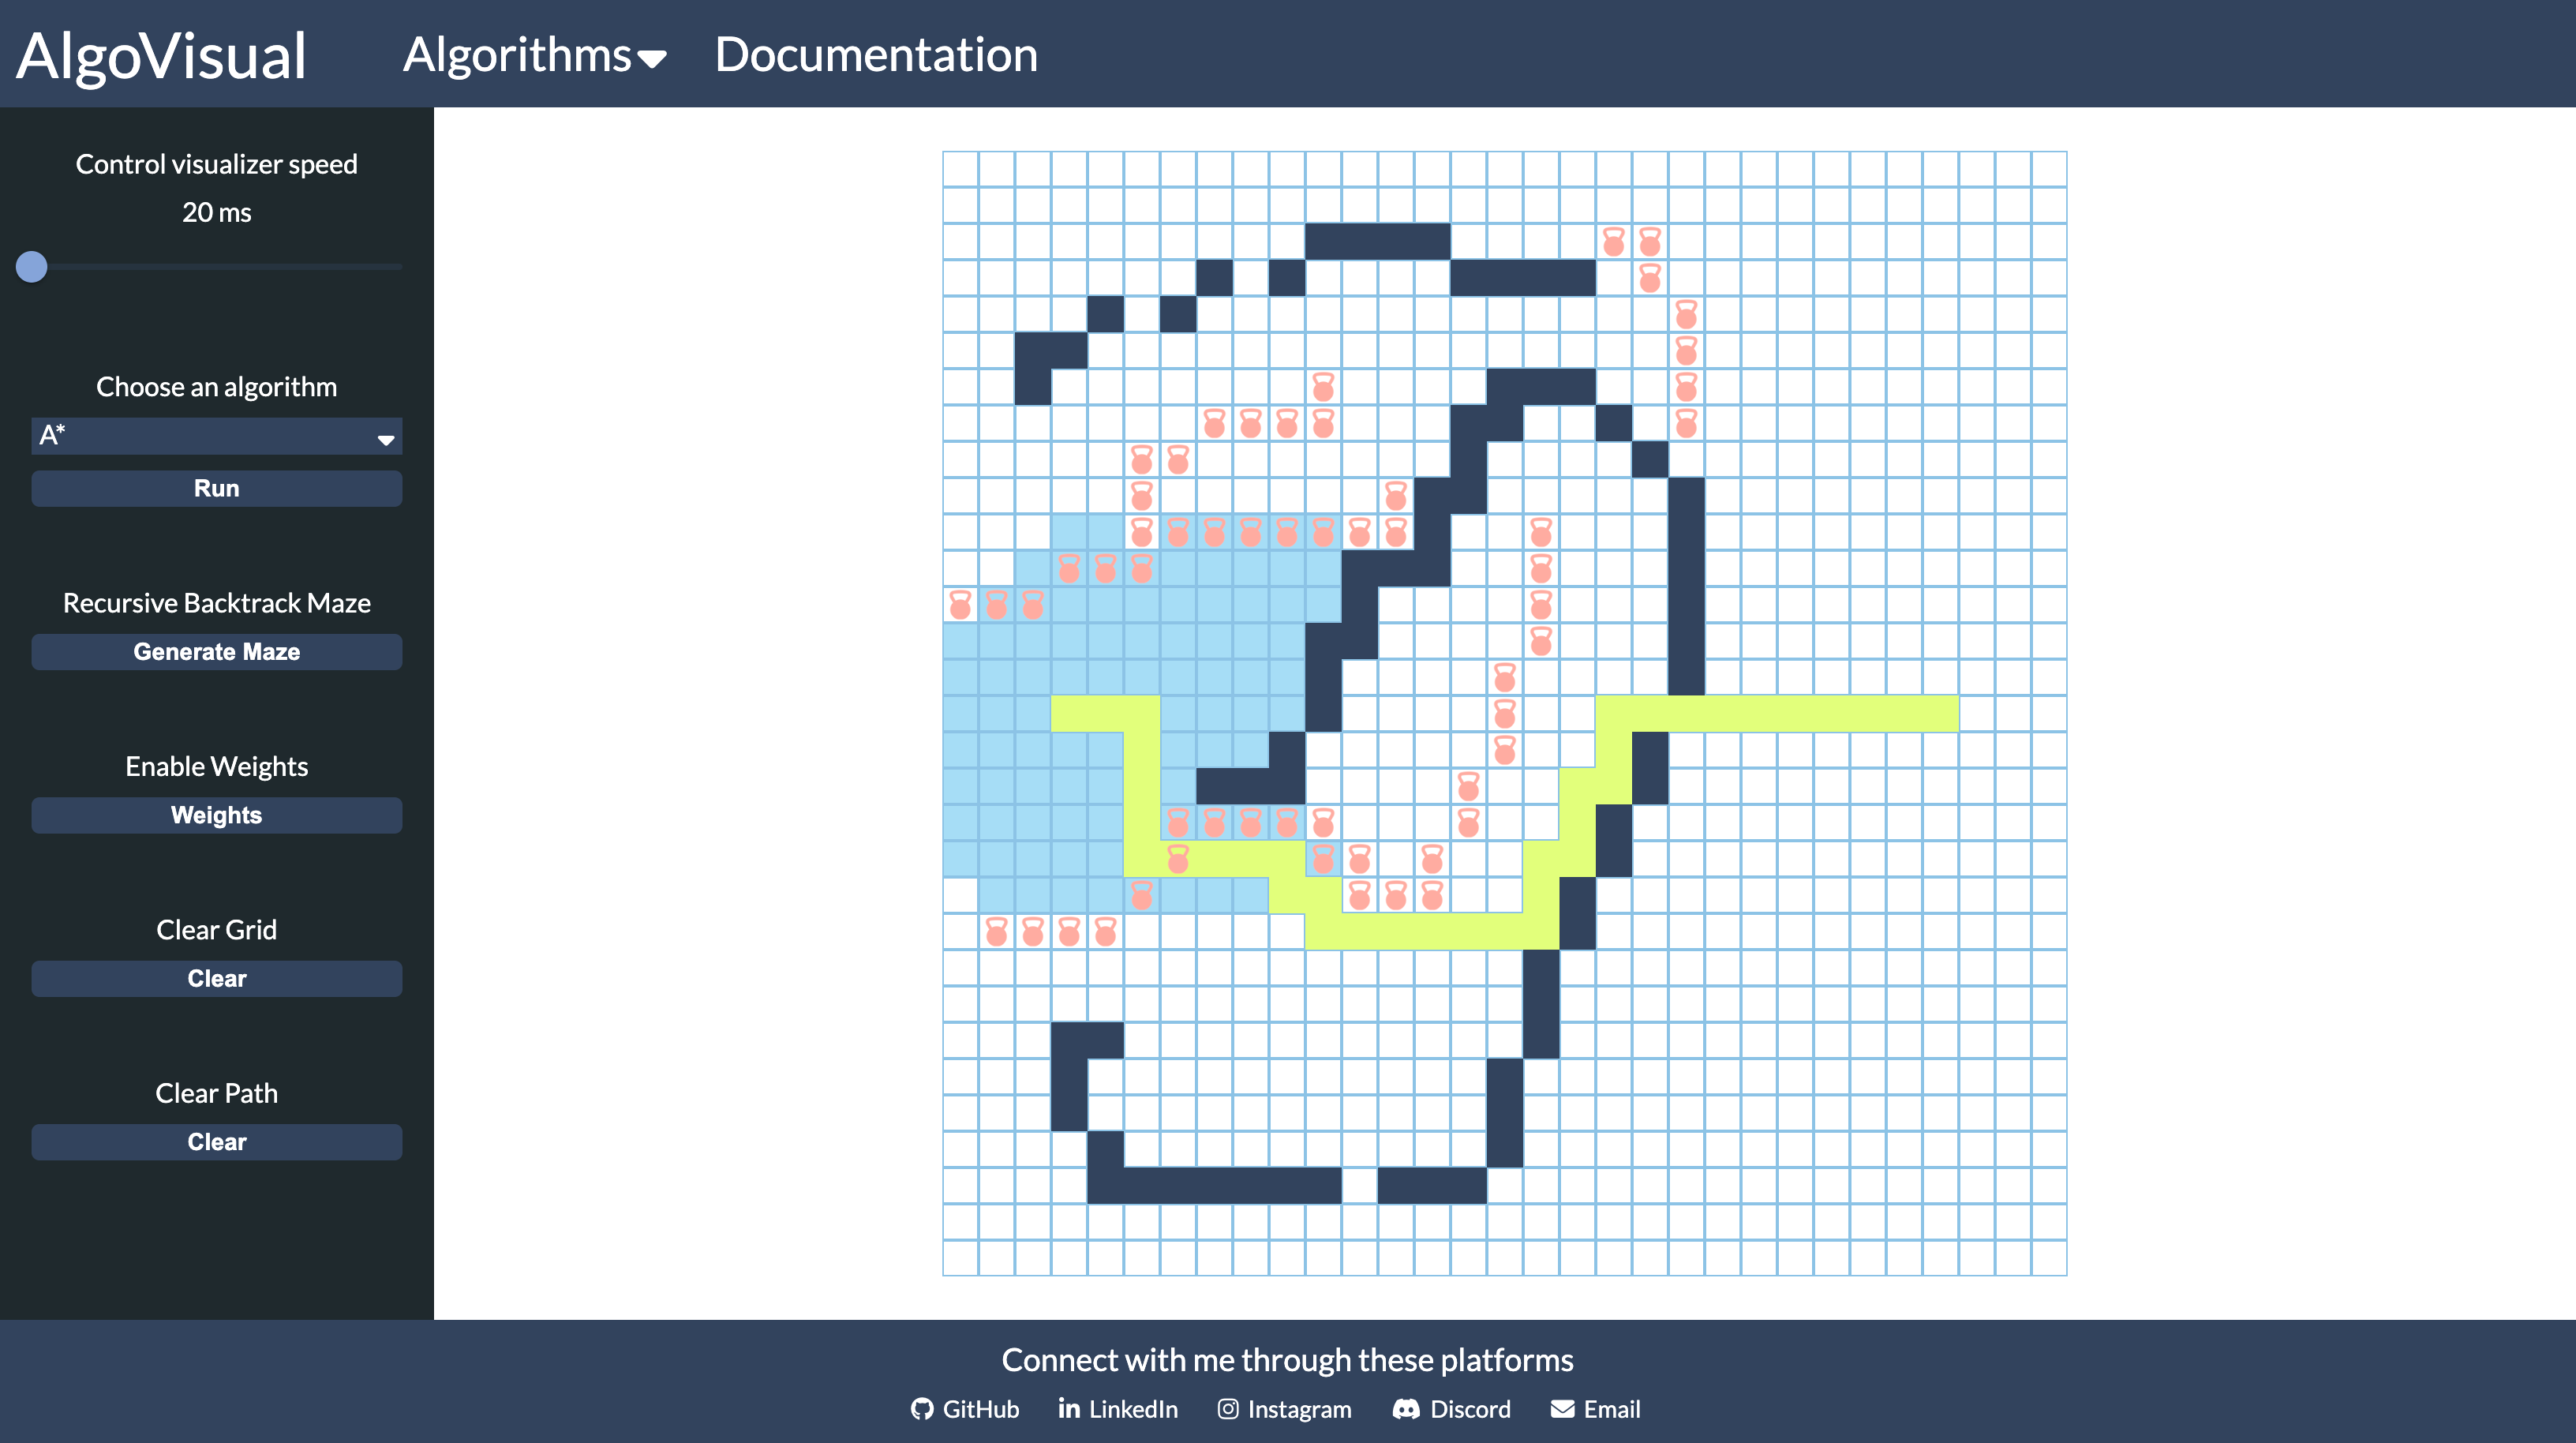 AlgoVisual
Algorithms
Documentation
Control visualizer speed
20 ms
Choose an algorithm
A*
Run
Recursive Backtrack Maze
Generate Maze
Enable Weights
Weights
Clear Grid
Clear
Clear Path
Clear
Connect with me through these platforms
GitHub
LinkedIn
Instagram
Discord
Email